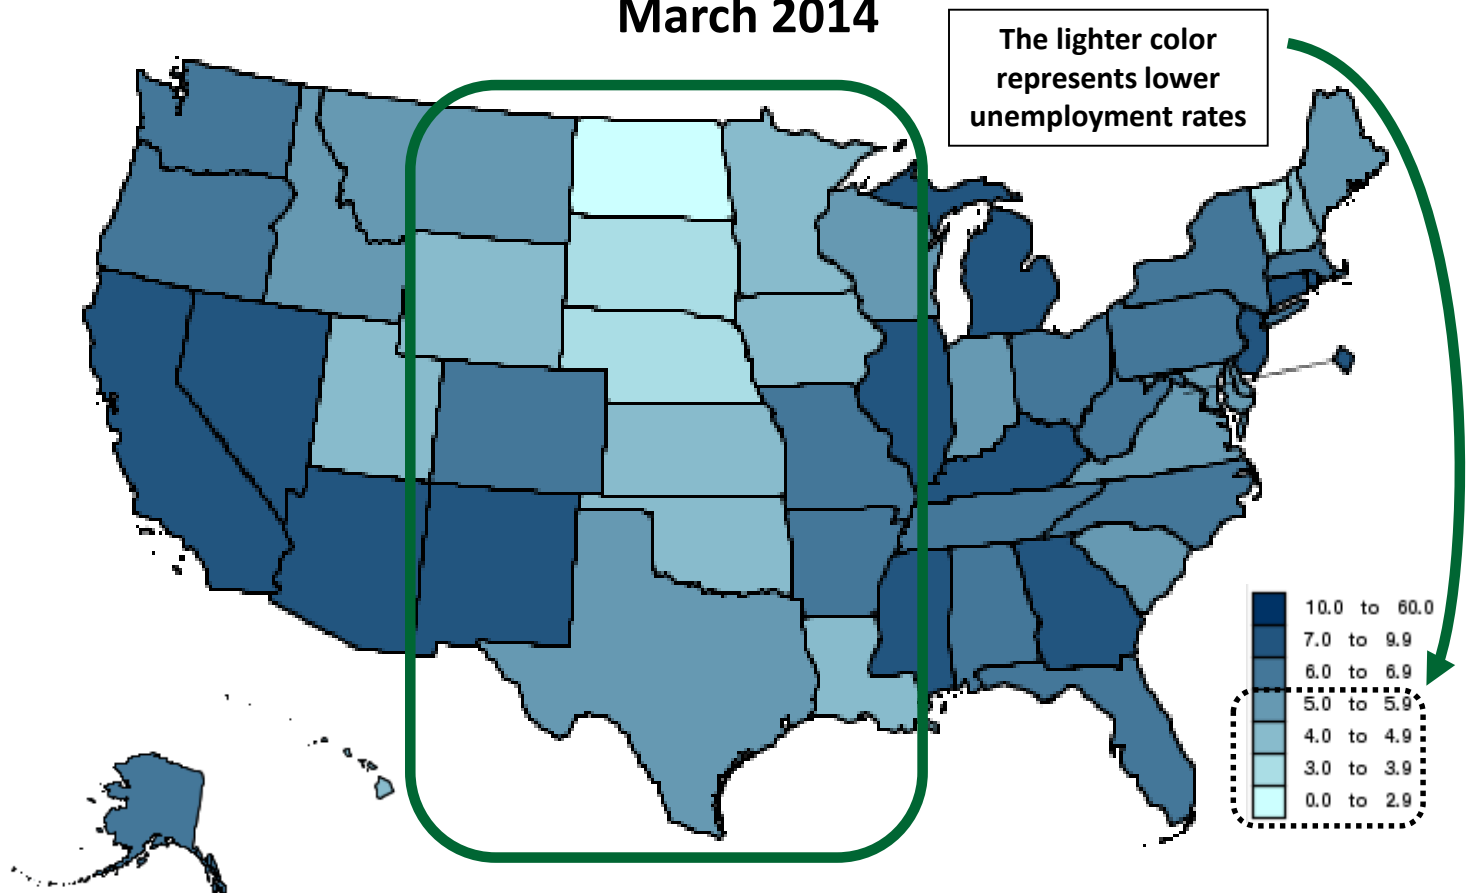 March 2014
The lighter color
represents lower
unemployment rates
10.0 to 60.0
7.0 to 9.9
6.0 to 6.9
5.0 to 5.9
4.0 to 4.9
3.0 to 3.9
0.0 to 2.9